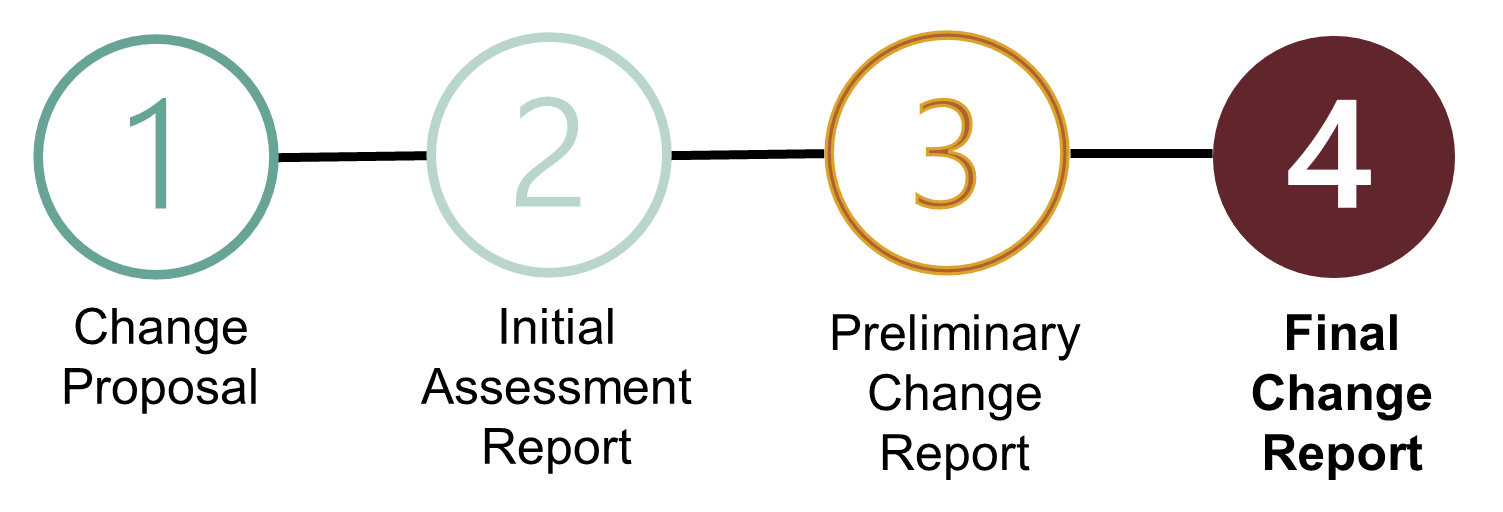 1
2
3
4
Change
Proposal
Initial
Assessment
Report
Preliminary
Change
Report
Final
Change
Report